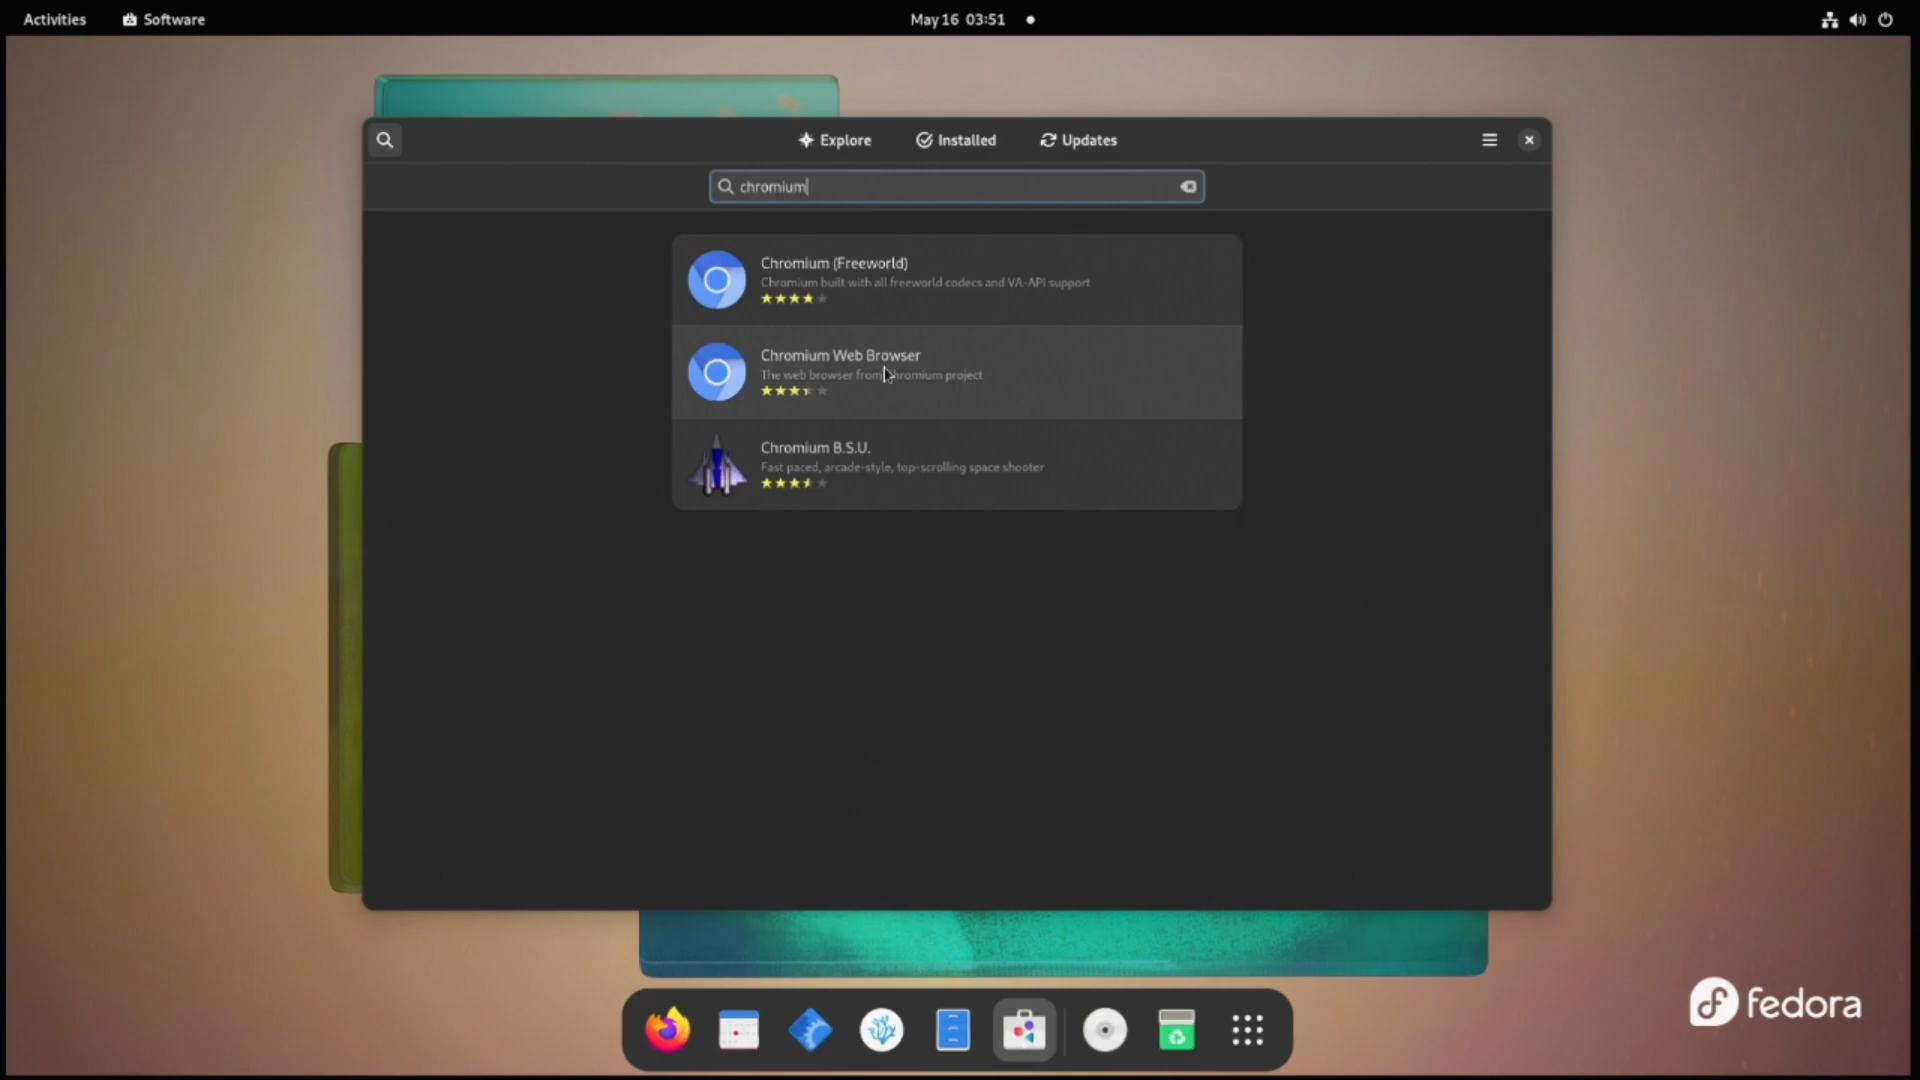 Activities Software May 16 03:51
Explore Installed Updates
chromium
Chromium (Freeworld)
Chromium built with all freeworld codecs and VA-API support
Chromium Web Browser
The web browser from Chromium project
Chromium B.S.U.
Fast paced, arcade-style, top-scrolling space shooter
fedora